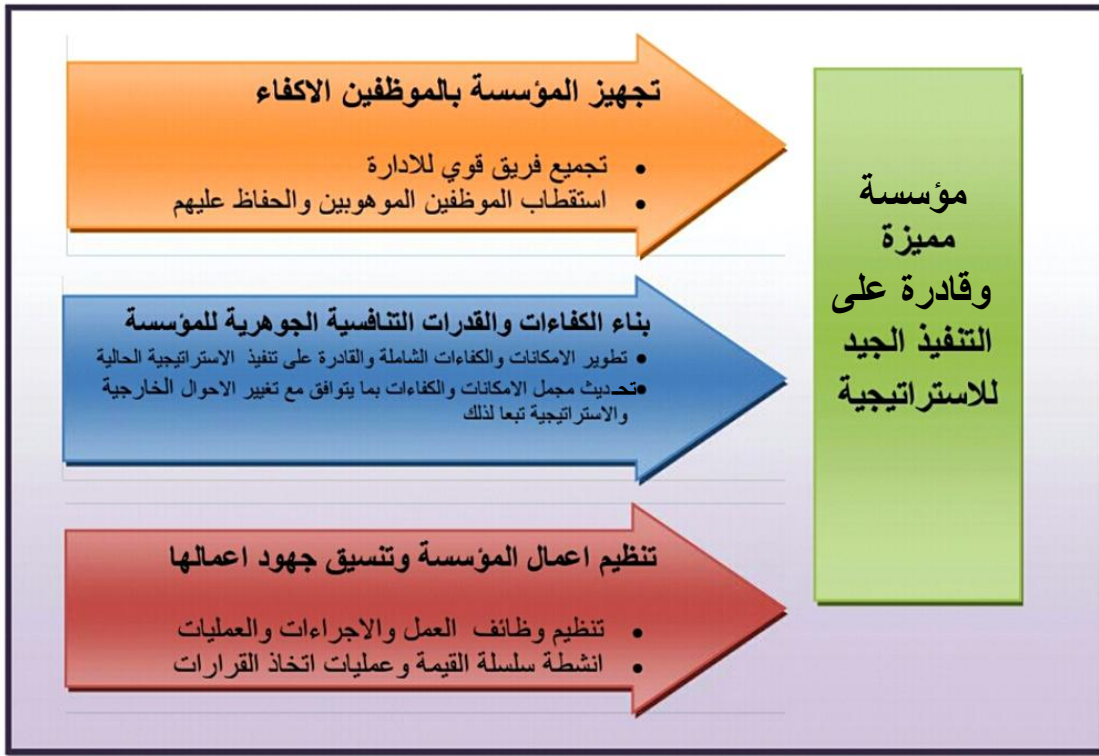 تجهيز المؤسسة بالموظفين الاكفاء
• تجميع فريق قوي للادارة
• استقطاب الموظفين الموهوبين والحفاظ عليهم
بناء الكفاءات والقدرات التنافسية الجوهرية للمؤسسة
• تطوير الامكانات والكفاءات الشاملة والقادرة على تنفيذ الاستراتيجية الحالية
•تحديث مجمل الامكانات والكفاءات بما يتوافق مع تغيير الاحوال الخارجية
والاستراتيجية تبعا لذلك
تنظيم اعمال المؤسسة وتنسيق جهود اعمالها
• تنظيم وظائف العمل والاجراءات والعمليات
• انشطة سلسلة القيمة وعمليات اتخاذ القرارات
مؤسسة
مميزة
وقادرة على
التنفيذ الجيد
للاستراتيجية